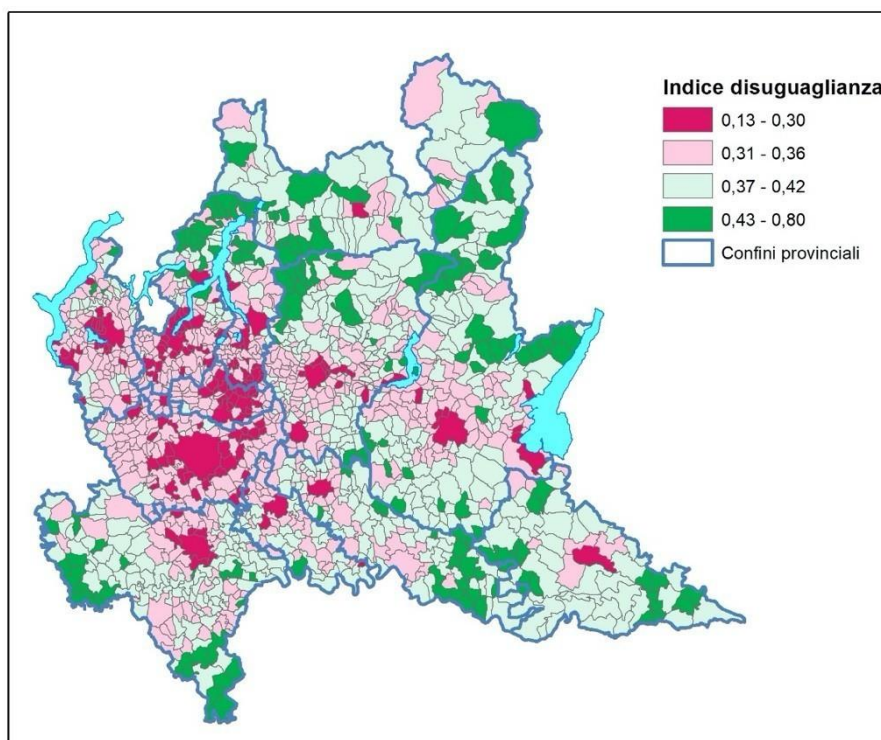 Indice disuguaglianza
0,13 - 0,30
0,31 - 0,36
0,37 - 0,42
0,43 - 0,80
Confini provinciali